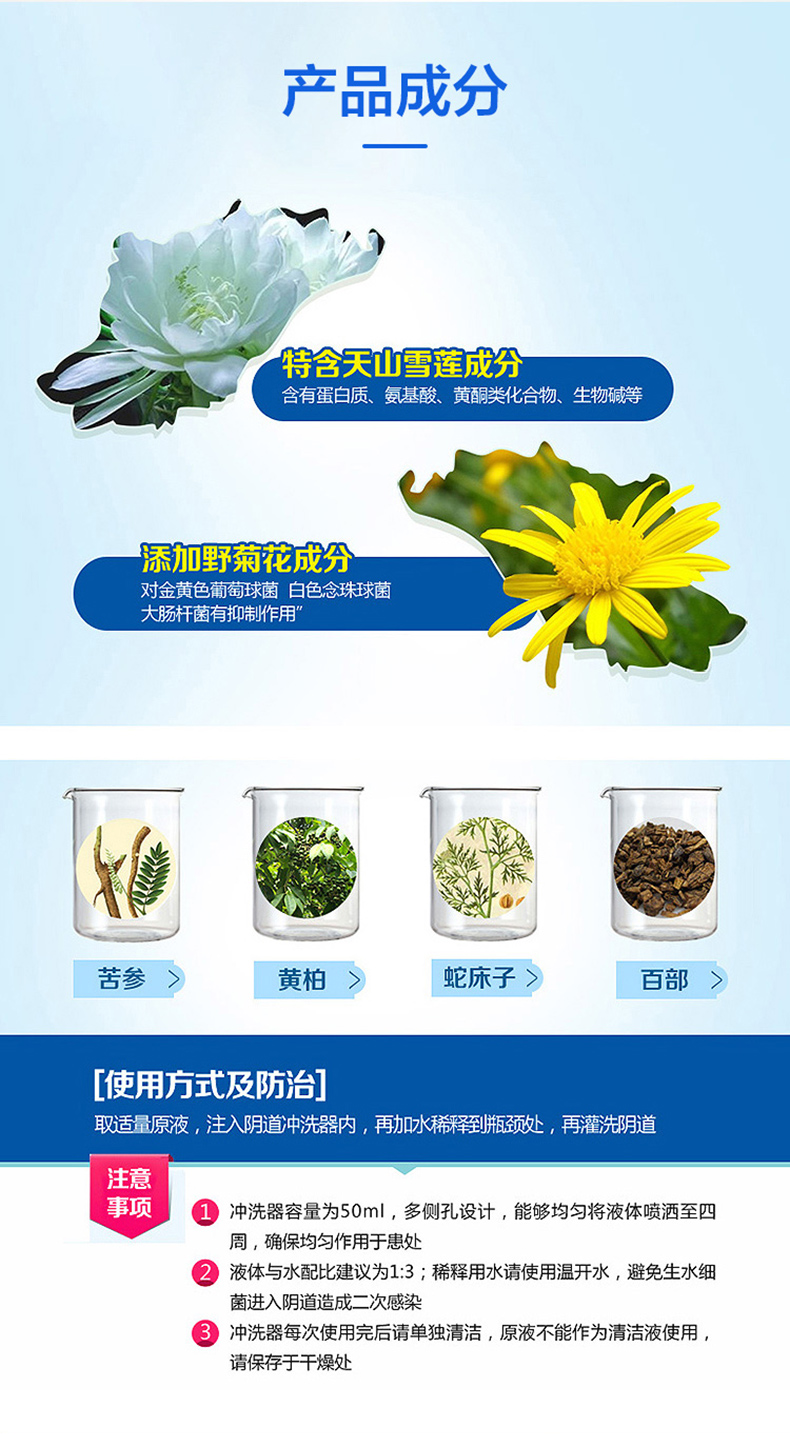 产品成分
特含天山雪莲成分
含有蛋白质、氨基酸、黄酮类化合物、生物碱等
添加野菊花成分
对金黄色葡萄球菌 白色念珠球菌
大肠杆菌有抑制作用”
苦参
黄柏
蛇床子
百部
[使用方式及防治]
取适量原液，注入阴道冲洗器内，再加水稀释到瓶颈处，再灌洗阴道
注意
事项
1 冲洗器容量为50ml，多侧孔设计，能够均匀将液体喷洒至四
周，确保均匀作用于患处
2 液体与水配比建议为1:3；稀释用水请使用温开水，避免生水细
菌进入阴道造成二次感染
3 冲洗器每次使用完后请单独清洁，原液不能作为清洁液使用，
请保存于干燥处